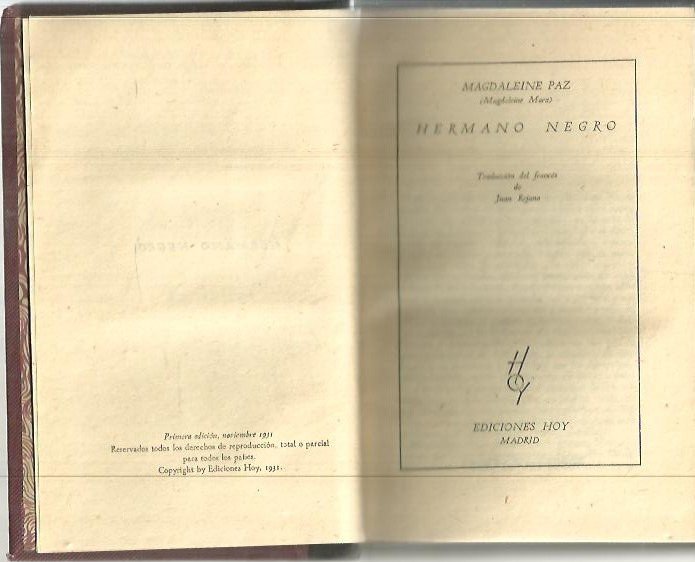 Primera edición, noviembre 1931
Reservados todos los derechos de reproducción, total o parcial
para todos los países.
Copyright by Ediciones Hoy, 1931.
MAGDALEINE PAZ
(Magdeleine Marx)
HERMANO NEGRO
Traducción del francés
de
Juan Rejano
HOY
EDICIONES HOY
MADRID